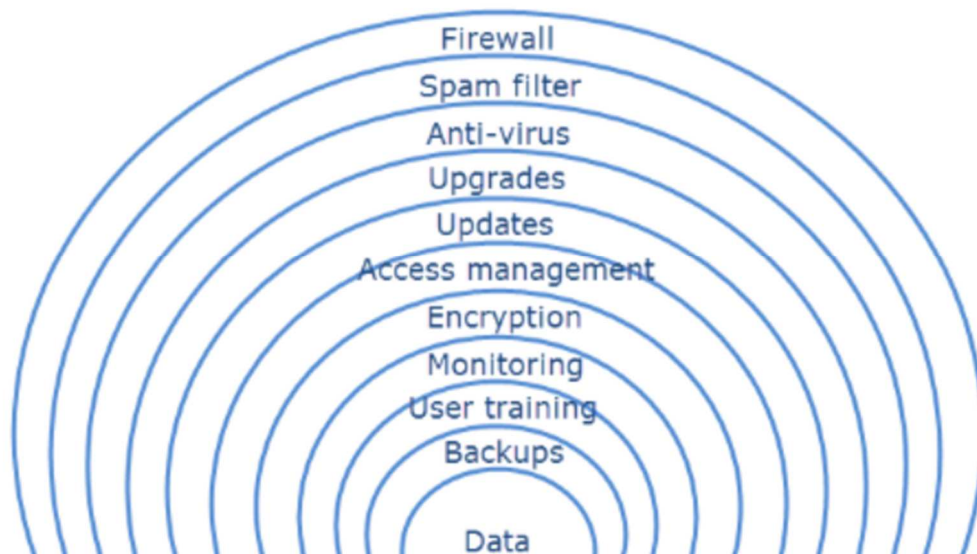 Firewall
Spam filter
Anti-virus
Upgrades
Updates
Access management
Encryption
Monitoring
User training
Backups
Data